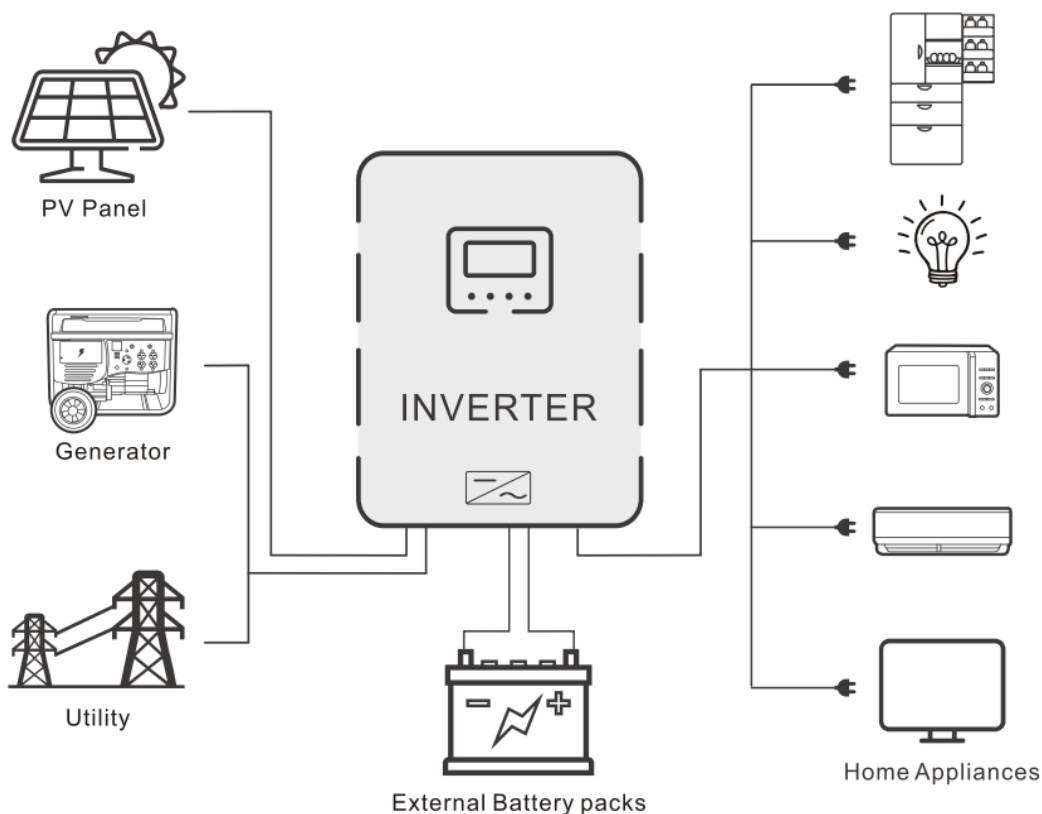 PV Panel
Generator
Utility
INVERTER
External Battery packs
Home Appliances